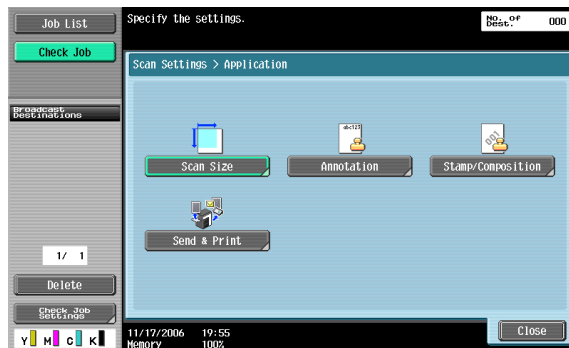 Job List
Check Job
Broadcast
Destinations
1/ 1
Delete
Check Job
Settings
Y M C K
Specify the settings.
No. of
Dest.
000
Scan Settings > Application
abc123
001
Scan Size
Annotation
Stamp/Composition
Send & Print
Close
11/17/2006 19:55
Memory 100%